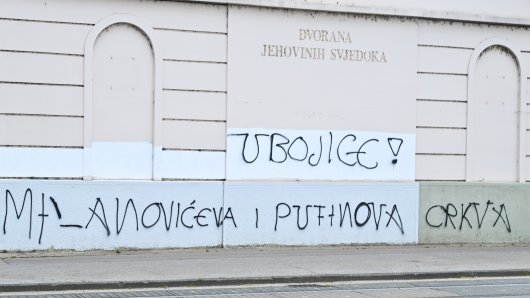 DVORANA
JEHOVINIH SVJEDOKA
UBOJICE!
MILANOVIĆEVA I PUTINOVA CRKVA